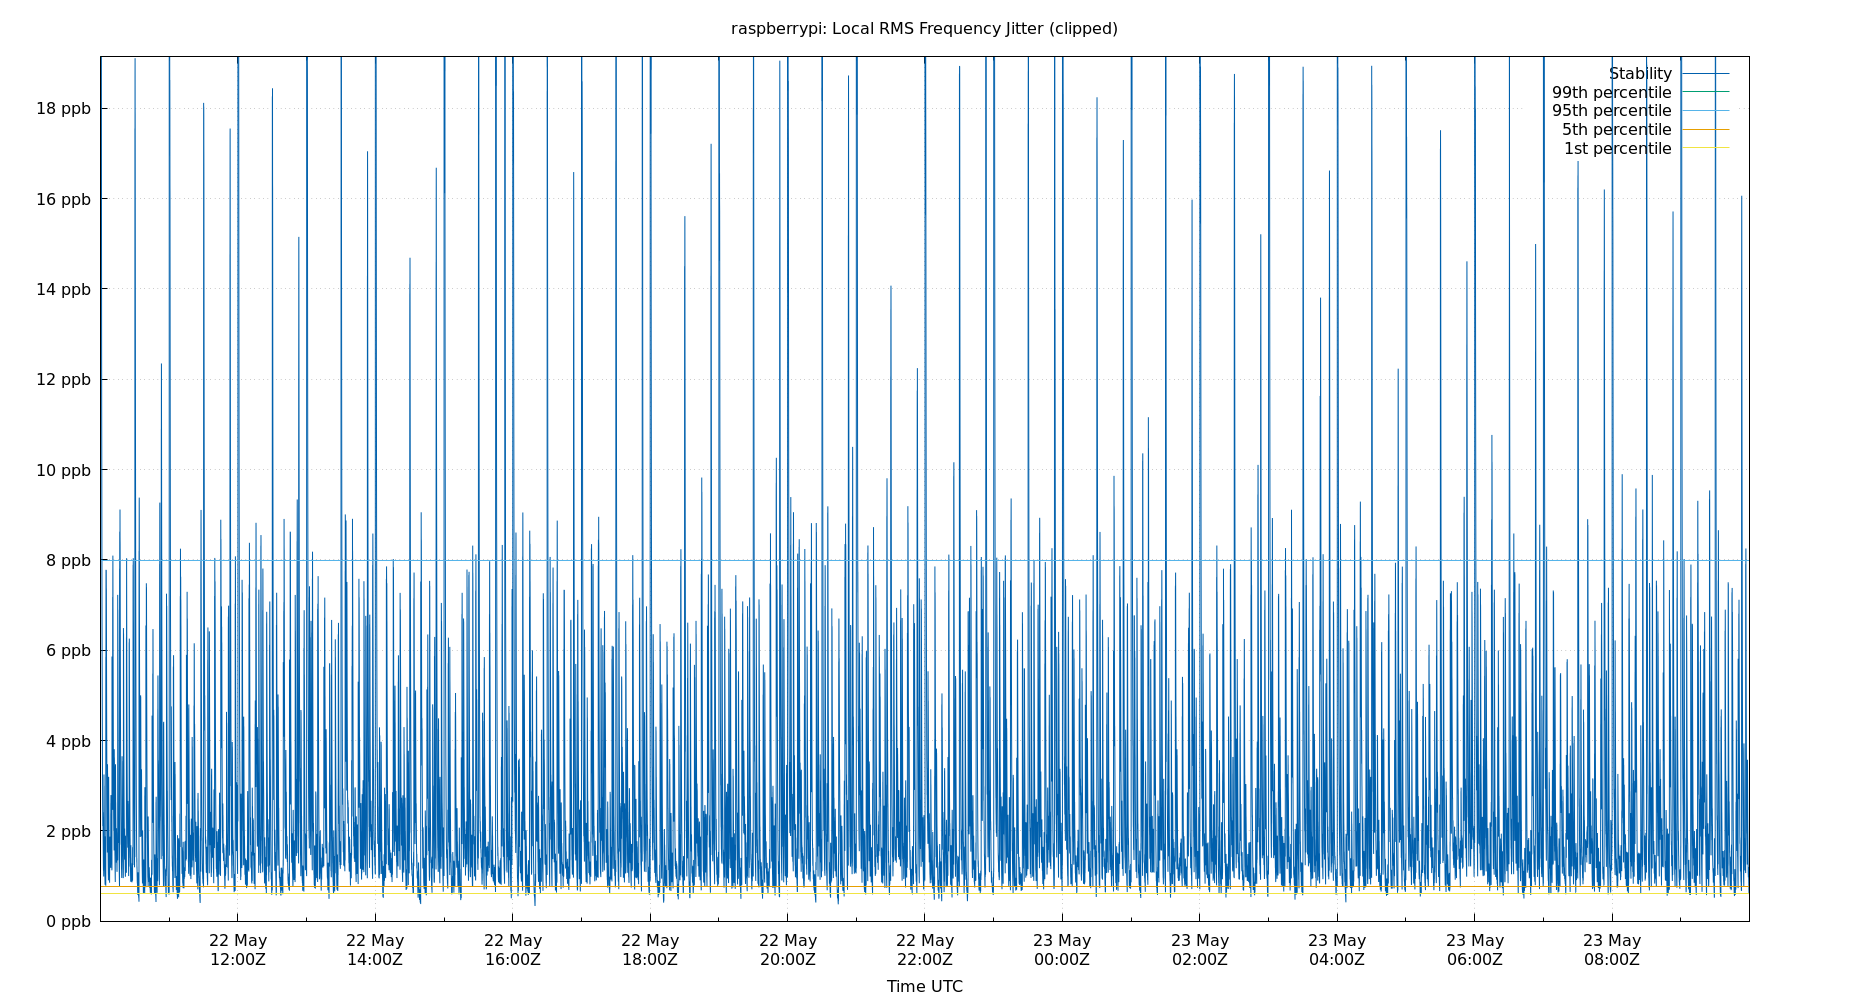 raspberrypi: Local RMS Frequency Jitter (clipped)
Stability
99th percentile
95th percentile
5th percentile
1st percentile
18 ppb
16 ppb
14 ppb
12 ppb
10 ppb
8 ppb
6 ppb
4 ppb
2 ppb
0 ppb
22 May 22 May 22 May 22 May 22 May 22 May 23 May 23 May 23 May 23 May 23 May
12:00Z 14:00Z 16:00Z 18:00Z 20:00Z 22:00Z 00:00Z 02:00Z 04:00Z 06:00Z 08:00Z
Time UTC